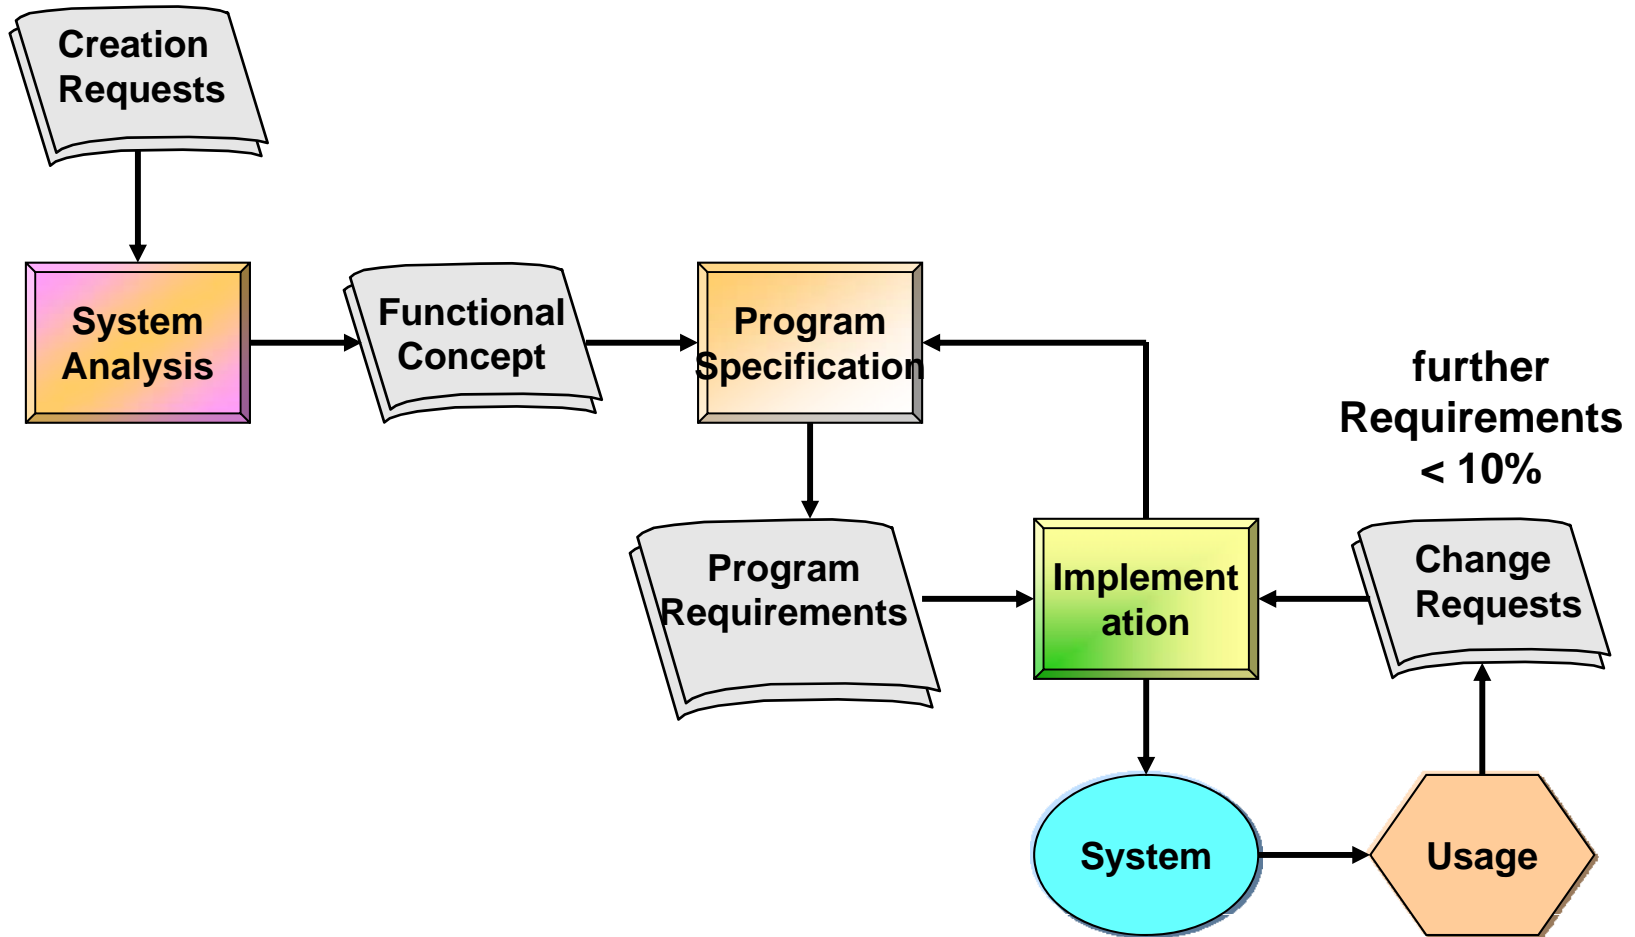 Creation
Requests
System
Analysis
Functional
Concept
Program
Specification
further
Requirements
< 10%
Program
Requirements
Implement
ation
Change
Requests
System
Usage